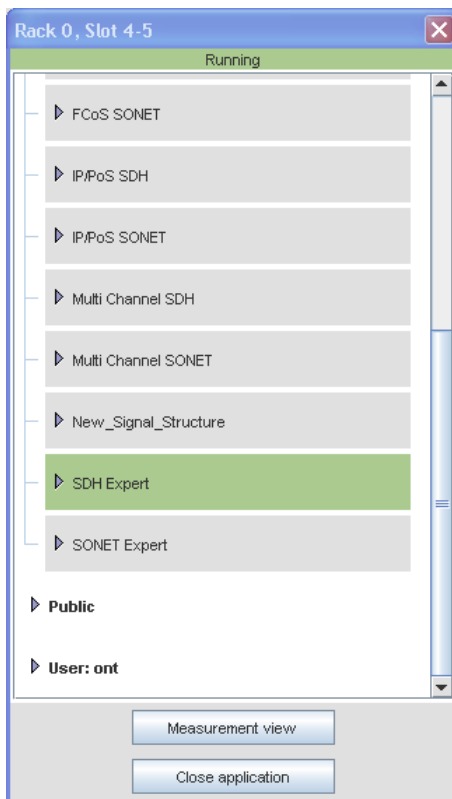 Rack 0, Slot 4-5
Running
FCoS SONET
IP/PoS SDH
IP/PoS SONET
Multi Channel SDH
Multi Channel SONET
New_Signal_Structure
SDH Expert
SONET Expert
Public
User: ont
Measurement view
Close application